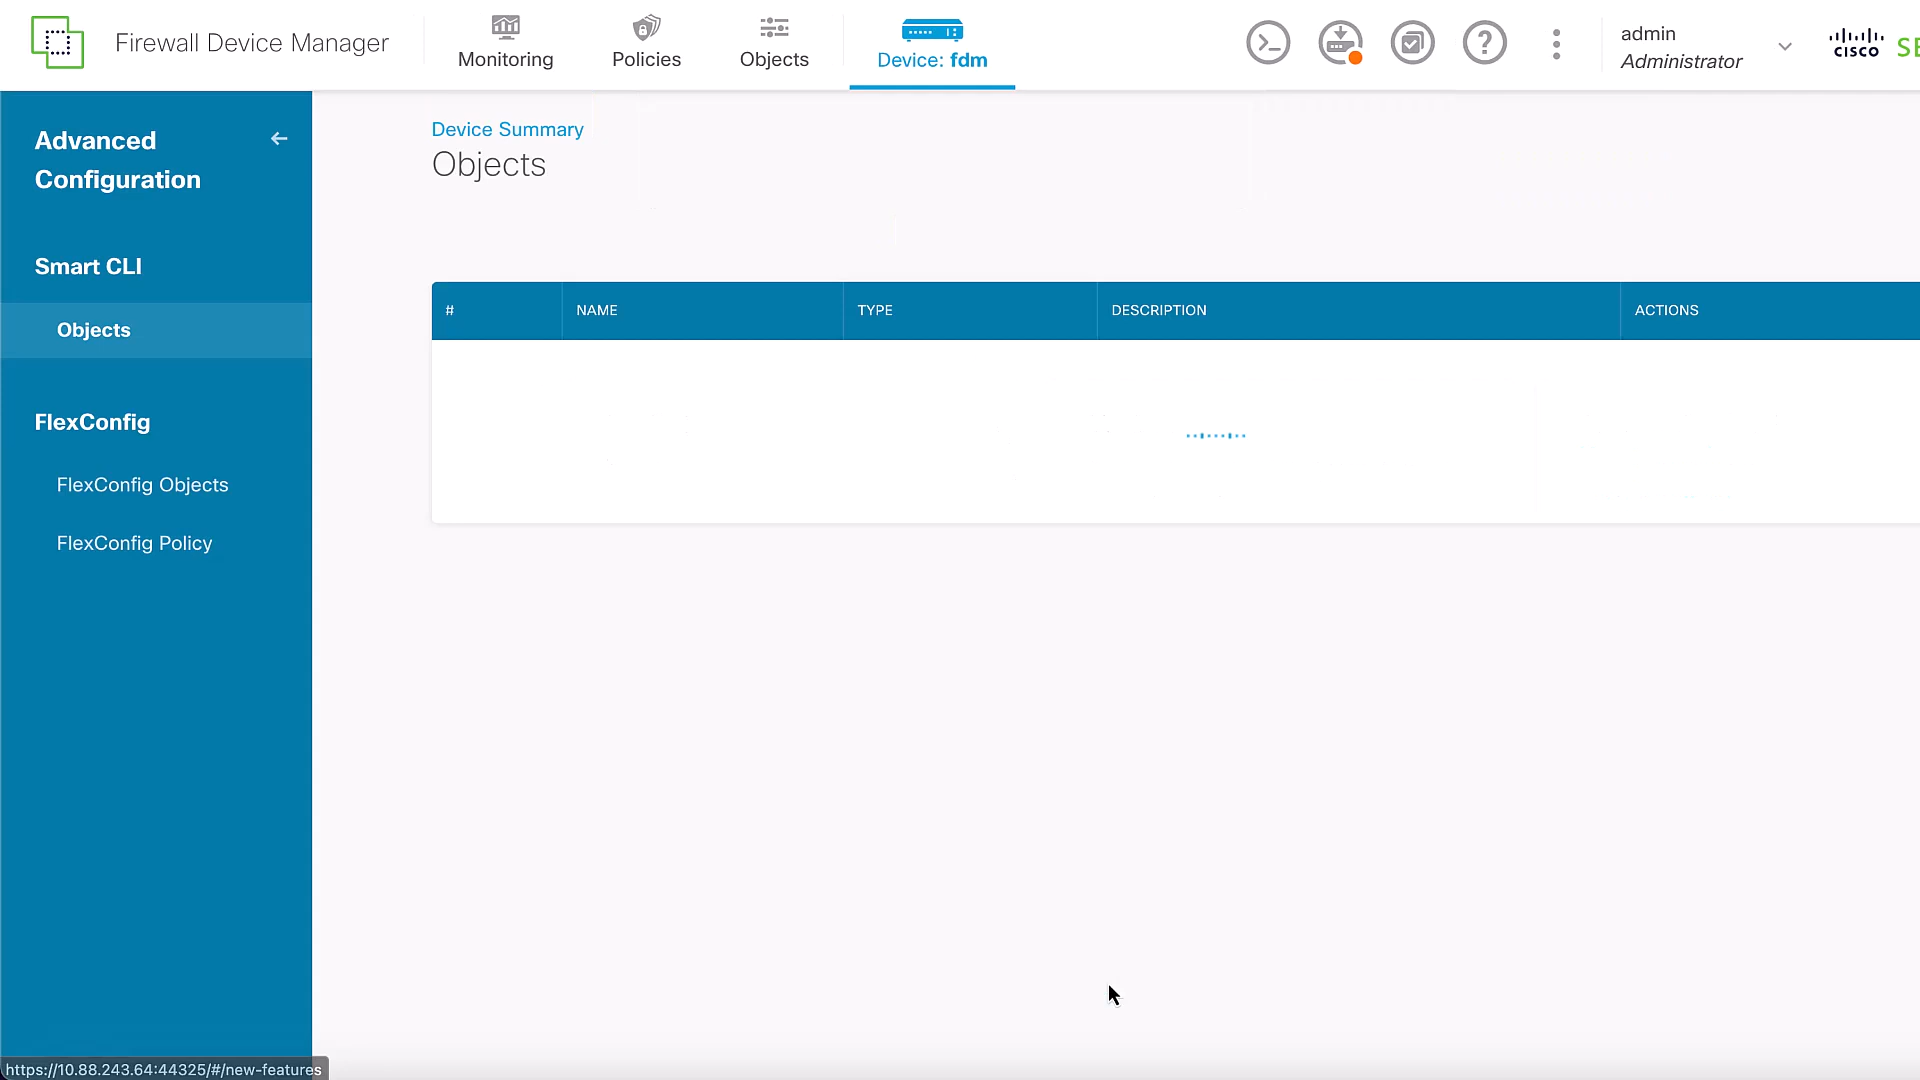 Firewall Device Manager
Monitoring
Policies
Objects
Device: fdm
admin
Administrator
CISCO
SE
Advanced
Configuration
Smart CLI
Objects
FlexConfig
FlexConfig Objects
FlexConfig Policy
Device Summary
Objects
# NAME TYPE DESCRIPTION ACTIONS
https://10.88.243.64:44325/#/new-features